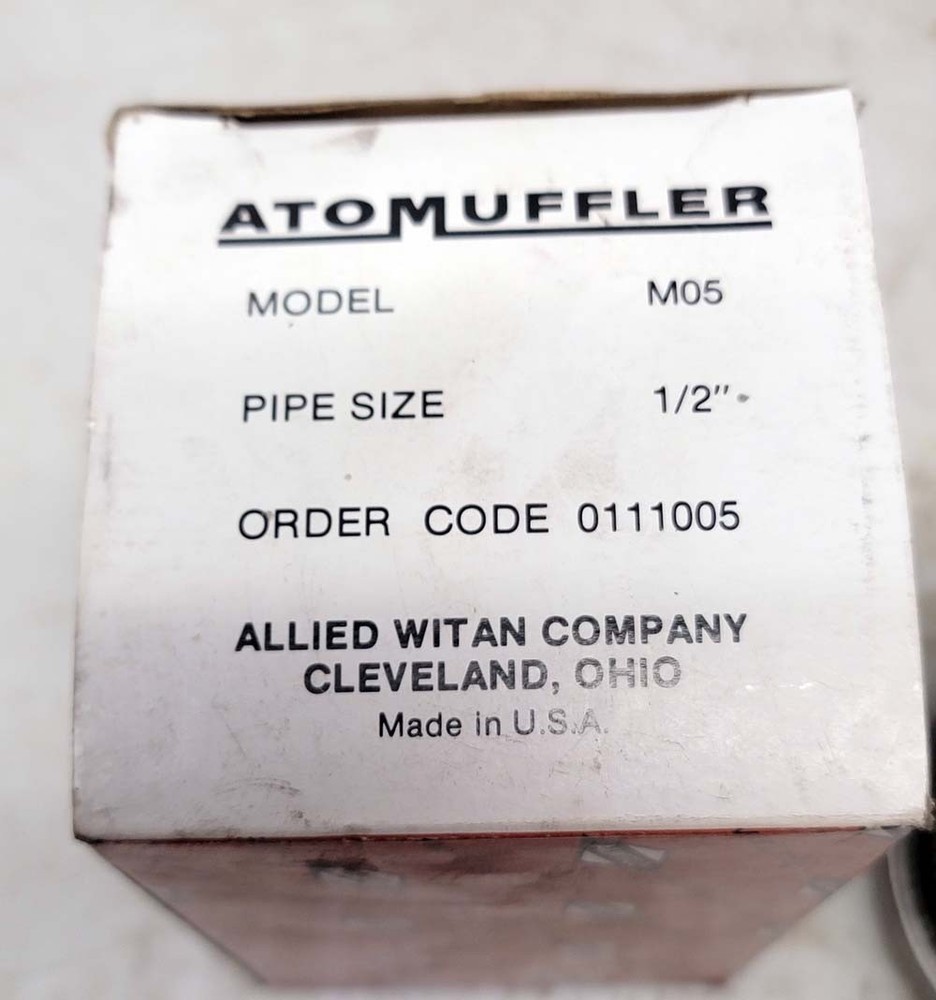 ATOMUFFLER
MODEL M05
PIPE SIZE 1/2"
ORDER CODE 0111005
ALLIED WITAN COMPANY
CLEVELAND, OHIO
Made in U.S.A.